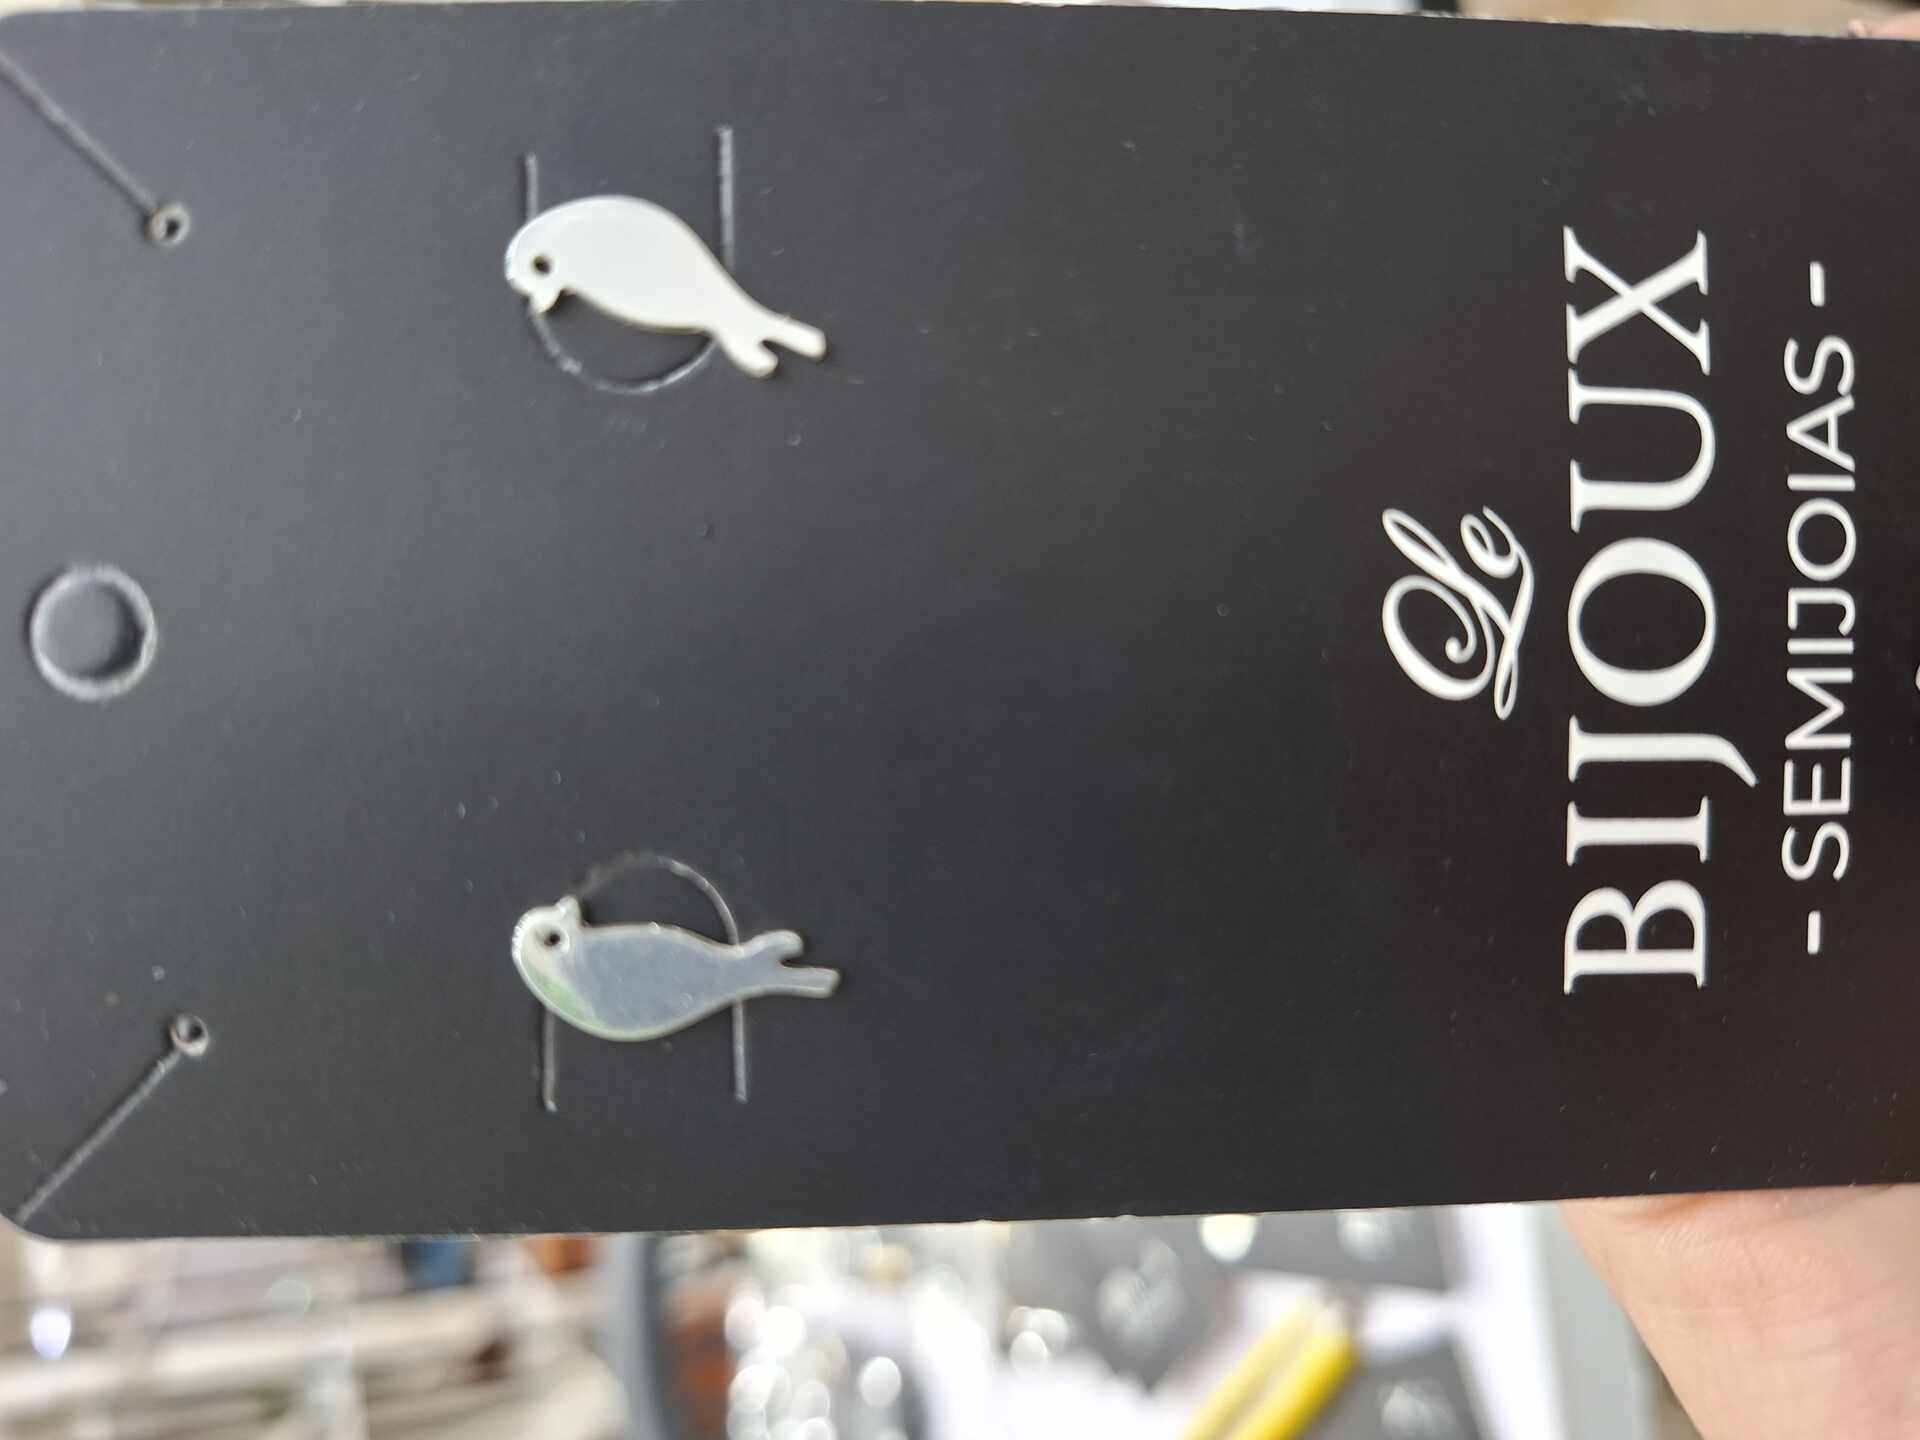 Le
BIJOUX
- SEMIJOIAS -